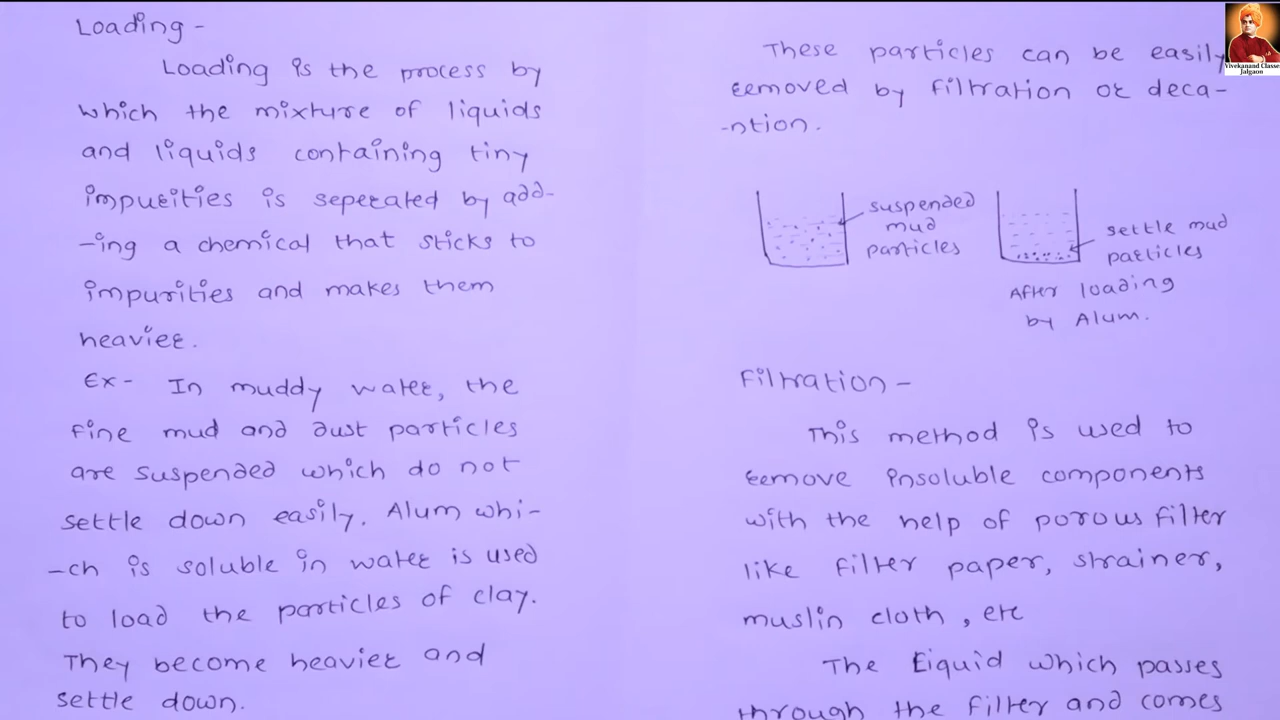 Loading -
Loading is the process by
which the mixture of liquids
and liquids containing tiny
impurities is seperated by add-
-ing a chemical that sticks to
impurities and makes them
heavier.
Ex- In muddy water, the
fine mud and dust particles
are suspended which do not
settle down easily. Alum whi-
-ch is soluble in water is used
to load the particles of clay.
They become heavier and
settle down.
These particles can be easily
removed by filtration or deca-
-ntion.
suspended
mud
particles
settle mud
particles
After loading
by Alum.
Filtration -
This method is used to
remove insoluble components
with the help of porous filter
like filter paper, strainer,
muslin cloth, etc
The Liquid which passes
through the filter and comes
Vivekanand Classes
Jalgaon